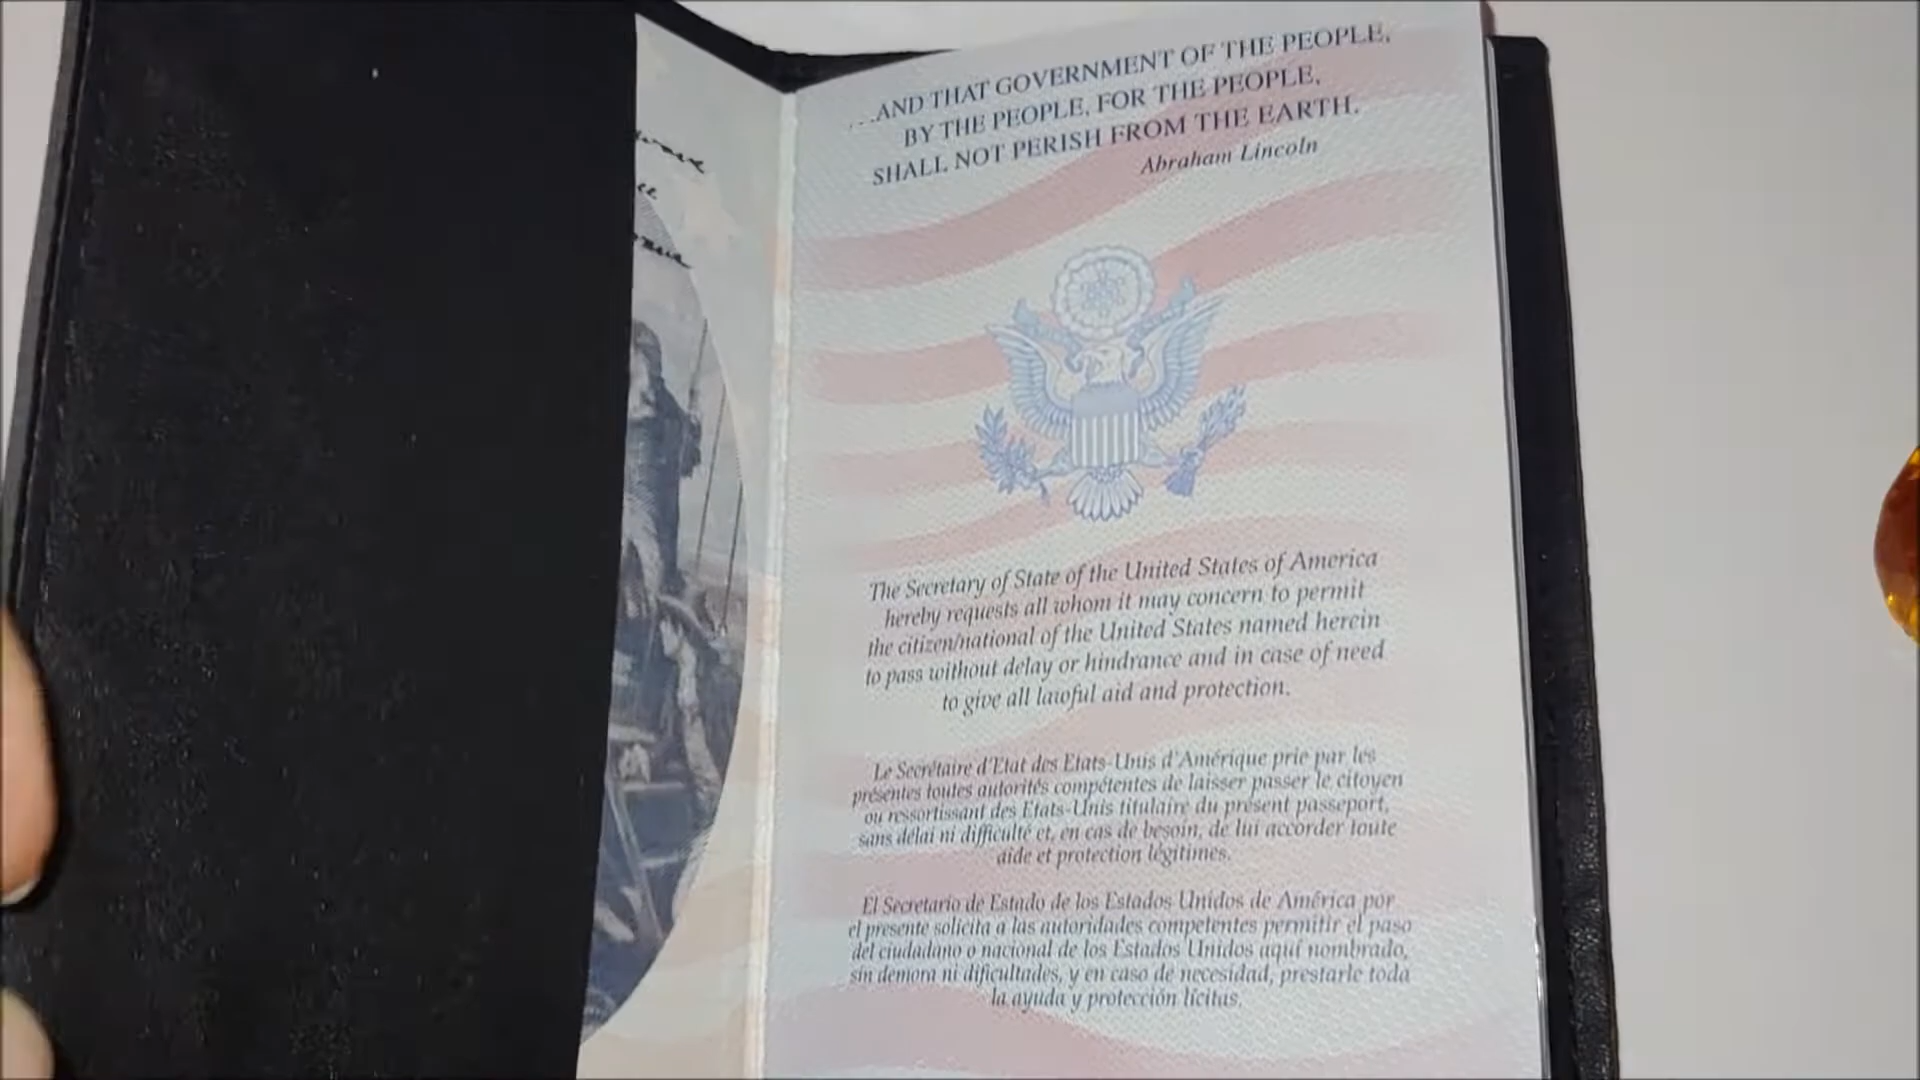 ...AND THAT GOVERNMENT OF THE PEOPLE,
BY THE PEOPLE, FOR THE PEOPLE,
SHALL NOT PERISH FROM THE EARTH.
Abraham Lincoln
The Secretary of State of the United States of America
hereby requests all whom it may concern to permit
the citizen/national of the United States named herein
to pass without delay or hindrance and in case of need
to give all lawful aid and protection.
Le Secrétaire d'Etat des Etats-Unis d'Amérique prie par les
présentes toutes autorités compétentes de laisser passer le citoyen
ou ressortissant des Etats-Unis titulaire du présent passeport,
sans délai ni difficulté et, en cas de besoin, de lui accorder toute
aide et protection légitimes.
El Secretario de Estado de los Estados Unidos de América por
el presente solicita a las autoridades competentes permitir el paso
del ciudadano o nacional de los Estados Unidos aquí nombrado,
sin demora ni dificultades, y en caso de necesidad, prestarle toda
la ayuda y protección lícitas.